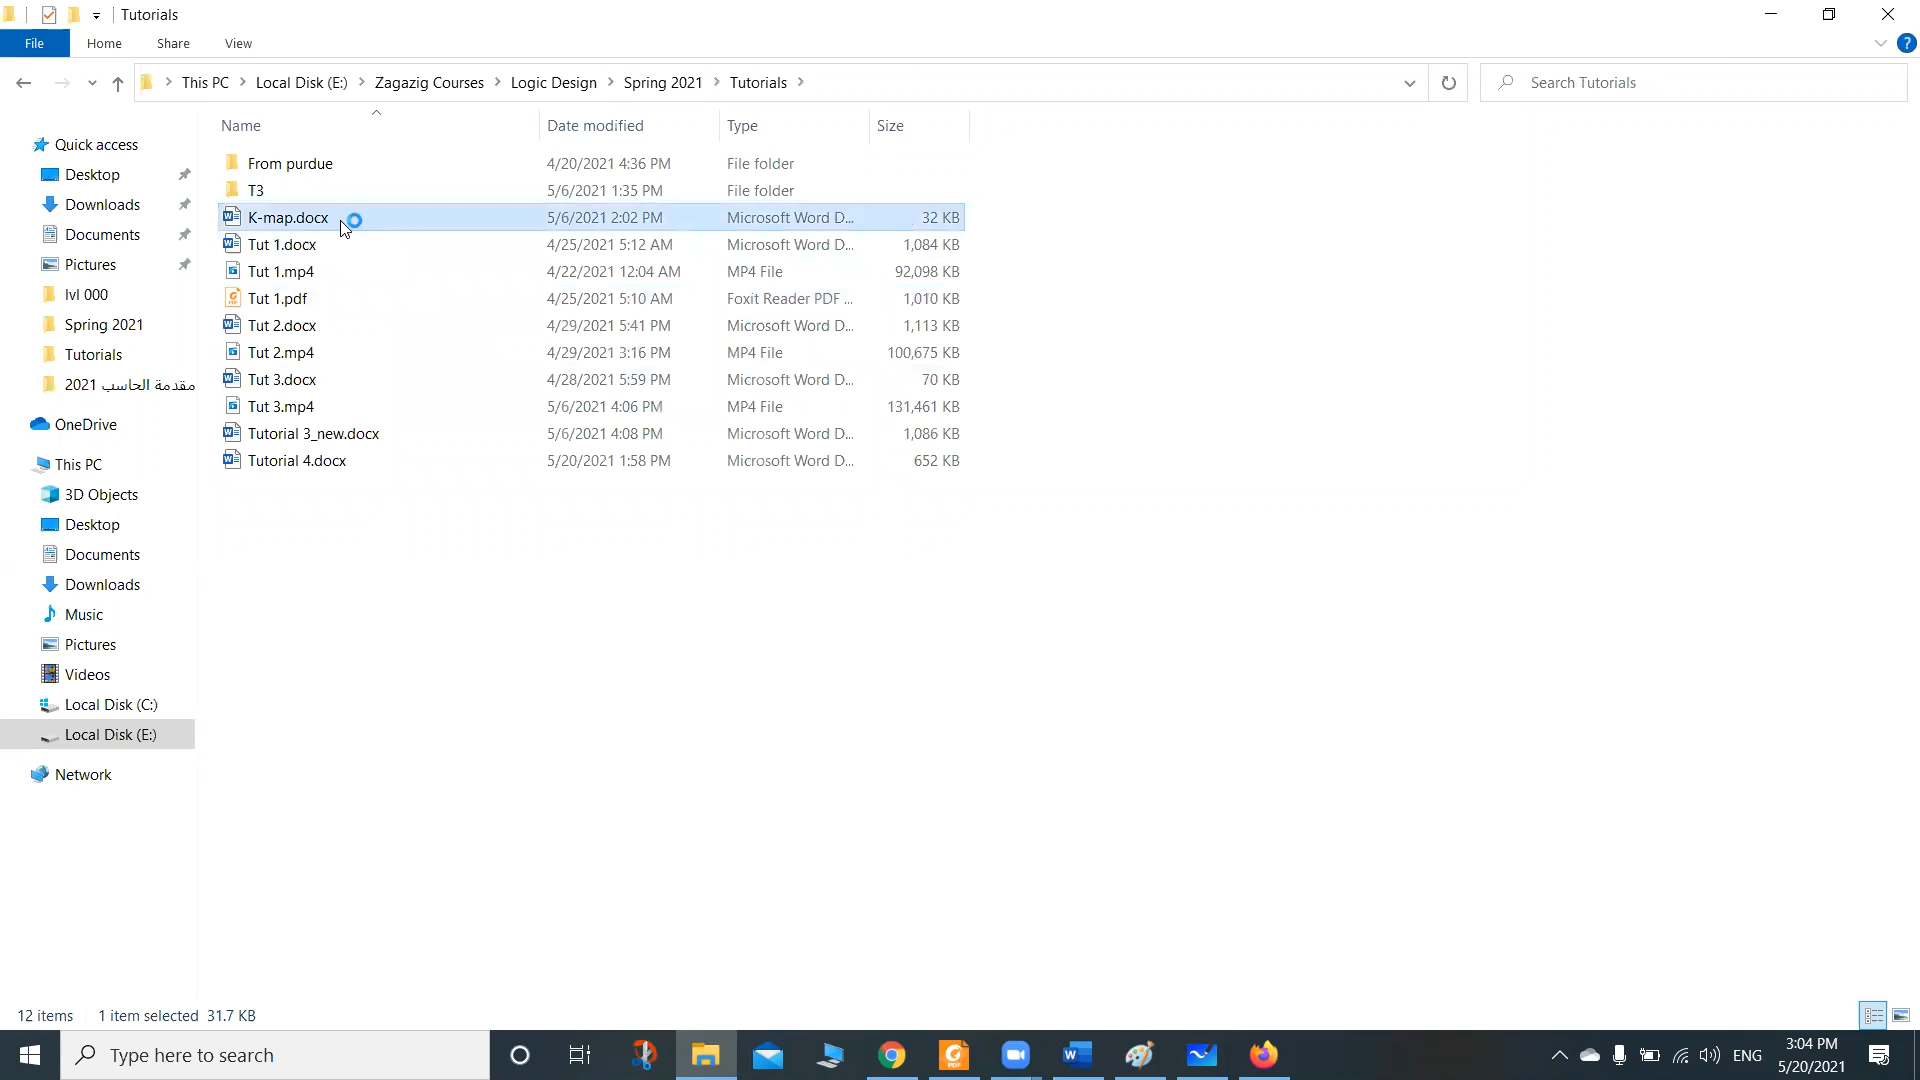 Tutorials
File Home Share View
This PC Local Disk (E:) Zagazig Courses Logic Design Spring 2021 Tutorials Search Tutorials
Name Date modified Type Size
Quick access
Desktop
Downloads
Documents
Pictures
lvl 000
Spring 2021
Tutorials
مقدمة الحاسب 2021
OneDrive
This PC
3D Objects
Desktop
Documents
Downloads
Music
Pictures
Videos
Local Disk (C:)
Local Disk (E:)
Network
From purdue 4/20/2021 4:36 PM File folder
T3 5/6/2021 1:35 PM File folder
K-map.docx 5/6/2021 2:02 PM Microsoft Word D... 32 KB
Tut 1.docx 4/25/2021 5:12 AM Microsoft Word D... 1,084 KB
Tut 1.mp4 4/22/2021 12:04 AM MP4 File 92,098 KB
Tut 1.pdf 4/25/2021 5:10 AM Foxit Reader PDF ... 1,010 KB
Tut 2.docx 4/29/2021 5:41 PM Microsoft Word D... 1,113 KB
Tut 2.mp4 4/29/2021 3:16 PM MP4 File 100,675 KB
Tut 3.docx 4/28/2021 5:59 PM Microsoft Word D... 70 KB
Tut 3.mp4 5/6/2021 4:06 PM MP4 File 131,461 KB
Tutorial 3_new.docx 5/6/2021 4:08 PM Microsoft Word D... 1,086 KB
Tutorial 4.docx 5/20/2021 1:58 PM Microsoft Word D... 652 KB
12 items 1 item selected 31.7 KB
Type here to search
ENG
3:04 PM
5/20/2021